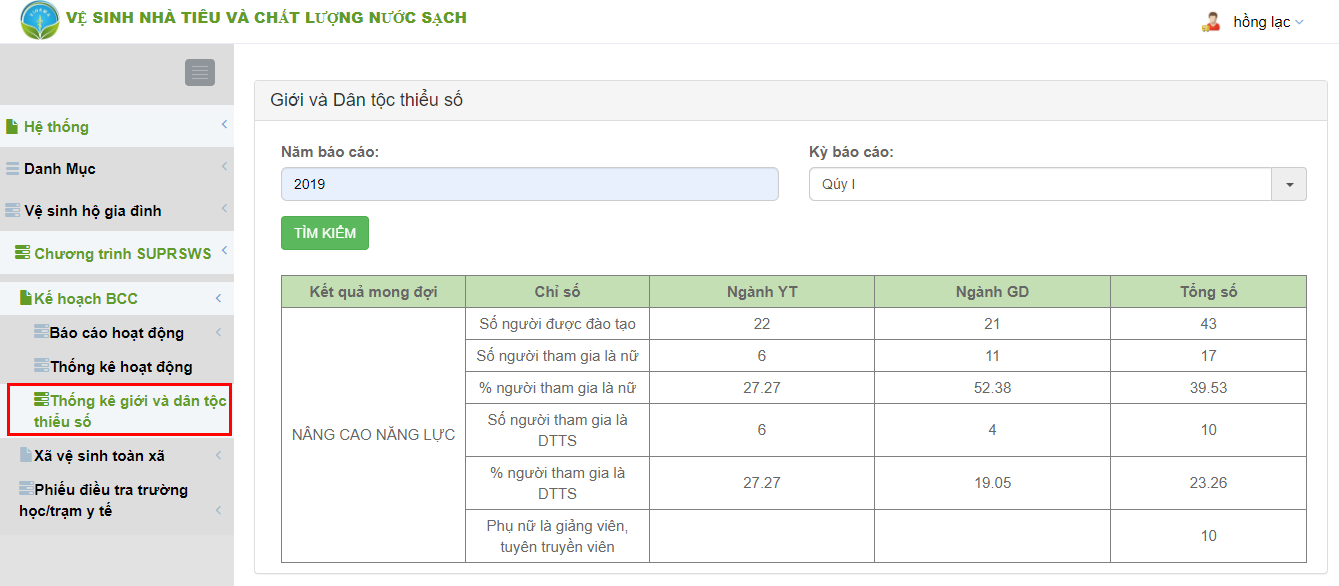 VỆ SINH NHÀ TIÊU VÀ CHẤT LƯỢNG NƯỚC SẠCH
hồng lạc
Hệ thống
Danh Mục
Vệ sinh hộ gia đình
Chương trình SUPRSWS
Kế hoạch BCC
Báo cáo hoạt động
Thống kê hoạt động
Thống kê giới và dân tộc
thiểu số
Xã vệ sinh toàn xã
Phiếu điều tra trường
học/trạm y tế
Giới và Dân tộc thiểu số
Năm báo cáo: Kỳ báo cáo:
2019 Qúy I
TÌM KIẾM
Kết quả mong đợi Chỉ số Ngành YT Ngành GD Tổng số
NÂNG CAO NĂNG LỰC
Số người được đào tạo 22 21 43
Số người tham gia là nữ 6 11 17
% người tham gia là nữ 27.27 52.38 39.53
Số người tham gia là
DTTS 6 4 10
% người tham gia là
DTTS 27.27 19.05 23.26
Phụ nữ là giảng viên,
tuyên truyền viên 10